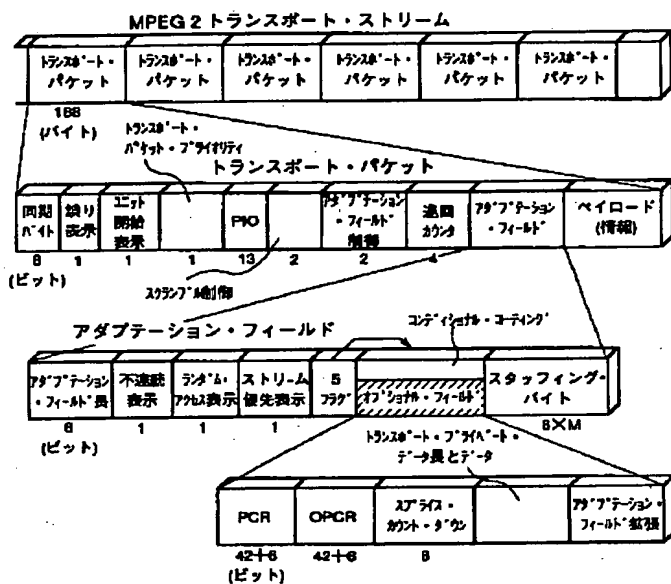 MPEG2トランスポート・ストリーム
トランスポート・パケット
トランスポート・パケット
トランスポート・パケット
トランスポート・パケット
トランスポート・パケット
トランスポート・パケット
188
(バイト)
トランスポート・
パケット・プライオリティ
トランスポート・パケット
同期
バイト
誤り
表示
ユニット
開始
表示
PID
アダプテーション
・フィールド
制御
巡回
カウンタ
アダプテーション
・フィールド
ペイロード
(情報)
8
1
1
1
13
2
2
4
(ビット)
スクランブル制御
アダプテーション・フィールド
コンディショナル・コーディング
アダプテーション
・フィールド長
不連続
表示
ランダム・
アクセス表示
ストリーム
優先表示
5
フラグ
オプショナル・フィールド
スタッフィング・
バイト
8
1
1
1
8×M
(ビット)
トランスポート・プライベート・
データ長とデータ
PCR
OPCR
スプライス・
カウント・ダウン
アダプテーション・
フィールド拡張
42+6
42+6
8
(ビット)